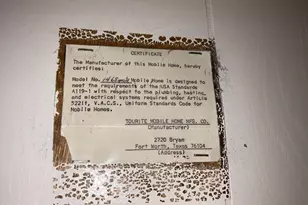 CERTIFICATE
The Manufacturer of this Mobile Home, hereby
certifies:
Model No. Mobile Home is designed to
meet the requirements of the USA Standards
A119-1 with respect to the plumbing, heating,
and electrical systems required under Article
5221f, V.A.C.S., Uniform Standards Code for
Mobile Homes.
MOBILE HOME MFG. CO.
(Manufacturer)
2720 Bryan
Fort Worth, Texas 76104
(Address)